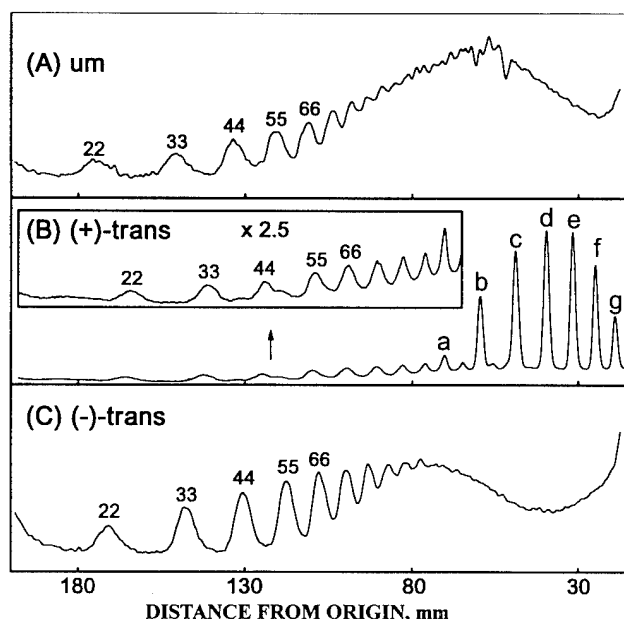 (A) um
22 33 44 55 66
(B) (+)-trans x 2.5
22 33 44 55 66
a b c d e f g
(C) (-)-trans
22 33 44 55 66
180 130 80 30
DISTANCE FROM ORIGIN, mm